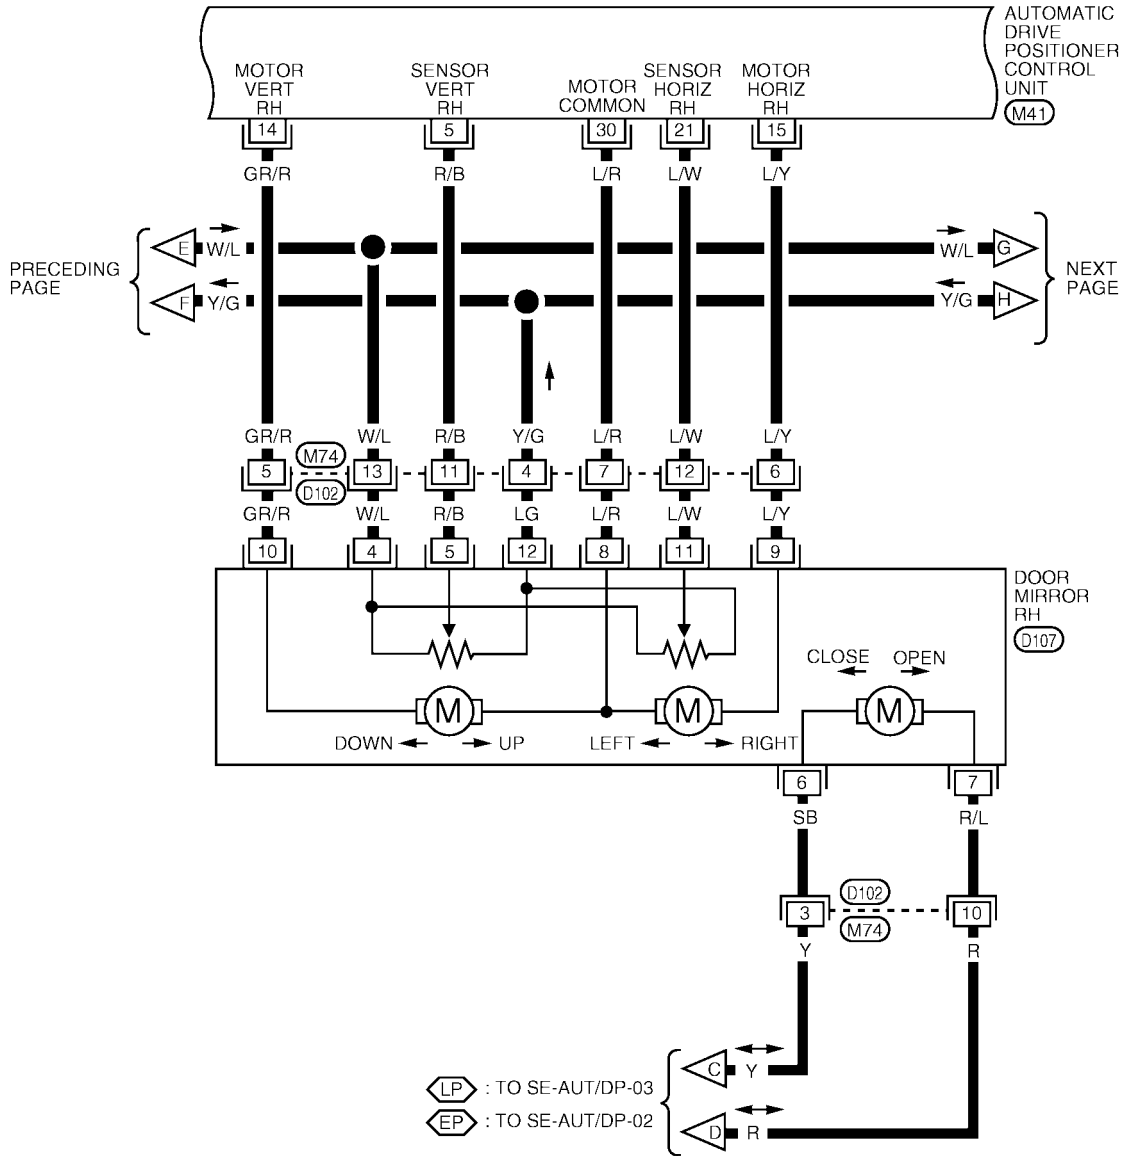 AUTOMATIC
DRIVE
POSITIONER
CONTROL
UNIT
M41
MOTOR
VERT
RH
SENSOR
VERT
RH
MOTOR
COMMON
SENSOR
HORIZ
RH
MOTOR
HORIZ
RH
14 5 30 21 15
GR/R R/B L/R L/W L/Y
PRECEDING
PAGE
E W/L W/L G
F Y/G Y/G H
NEXT
PAGE
GR/R W/L R/B Y/G L/R L/W L/Y
M74
5 13 11 4 7 12 6
D102
GR/R W/L R/B LG L/R L/W L/Y
10 4 5 12 8 11 9
DOOR
MIRROR
RH
D107
CLOSE OPEN
M M M
DOWN UP LEFT RIGHT
6 7
SB R/L
D102
3 10
M74
Y R
C Y
LP : TO SE-AUT/DP-03
EP : TO SE-AUT/DP-02
D R